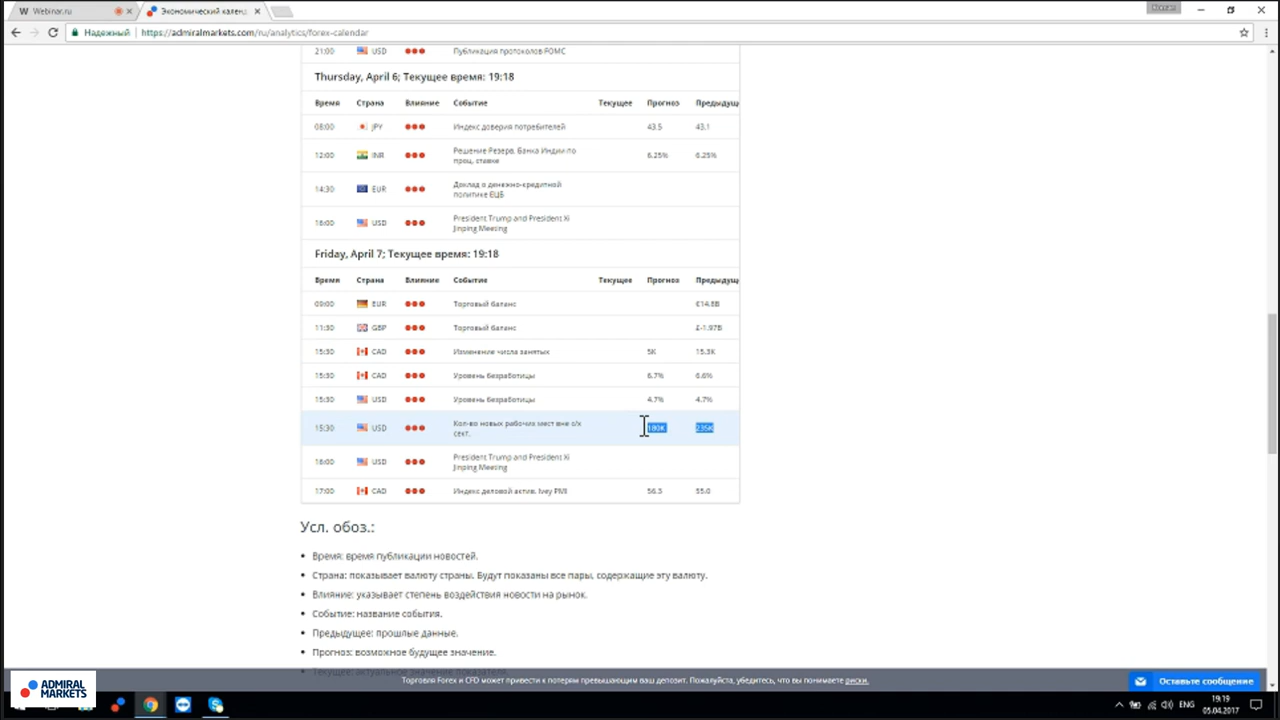 Webinar.ru
Экономический календ
Надежный
https://admiralmarkets.com/ru/analytics/forex-calendar
21:00 USD Публикация протоколов FOMC
Thursday, April 6; Текущее время: 19:18
Время Страна Влияние Событие Текущее Прогноз Предыдущ
08:00 JPY Индекс доверия потребителей 43.5 43.1
12:00 INR Решение Резерв. Банка Индии по 6.25% 6.25%
проц. ставке
14:30 EUR Доклад о денежно-кредитной
политике ЕЦБ
16:00 USD President Trump and President Xi
Jinping Meeting
Friday, April 7; Текущее время: 19:18
Время Страна Влияние Событие Текущее Прогноз Предыдущ
09:00 EUR Торговый баланс €14.8B
11:30 GBP Торговый баланс £-1.97B
15:30 CAD Изменение числа занятых 5K 15.3K
15:30 CAD Уровень безработицы 6.7% 6.6%
15:30 USD Уровень безработицы 4.7% 4.7%
15:30 USD Кол-во новых рабочих мест вне с/х 180K 235K
сект.
16:00 USD President Trump and President Xi
Jinping Meeting
17:00 CAD Индекс деловой актив. Ivey PMI 56.3 55.0
Усл. обоз.:
• Время: время публикации новостей.
• Страна: показывает валюту страны. Будут показаны все пары, содержащие эту валюту.
• Влияние: указывает степень воздействия новости на рынок.
• Событие: название события.
• Предыдущее: прошлые данные.
• Прогноз: возможное будущее значение.
• Текущее: актуальное значение показателя.
Торговля Forex и CFD может привести к потерям превышающим ваш депозит. Пожалуйста, убедитесь, что вы понимаете риски.
Оставьте сообщение
ADMIRAL
MARKETS
ENG
19:19
05.04.2017